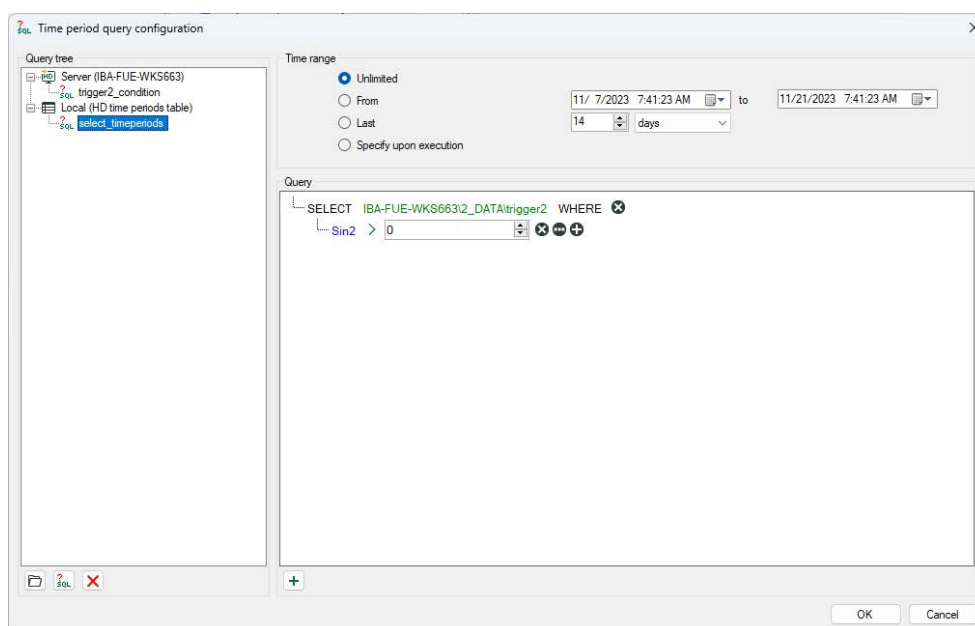 Time period query configuration
Query tree
Server (IBA-FUE-WKS663)
trigger2_condition
Local (HD time periods table)
select_timeperiods
Time range
Unlimited
From 11/ 7/2023 7:41:23 AM to 11/21/2023 7:41:23 AM
Last 14 days
Specify upon execution
Query
SELECT IBA-FUE-WKS663\2_DATA\trigger2 WHERE
Sin2 > 0
? SQL
OK Cancel